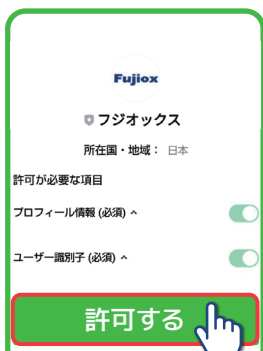 Fujiox
フジオックス
所在国・地域： 日本
許可が必要な項目
プロフィール情報 (必須)
ユーザー識別子 (必須)
許可する